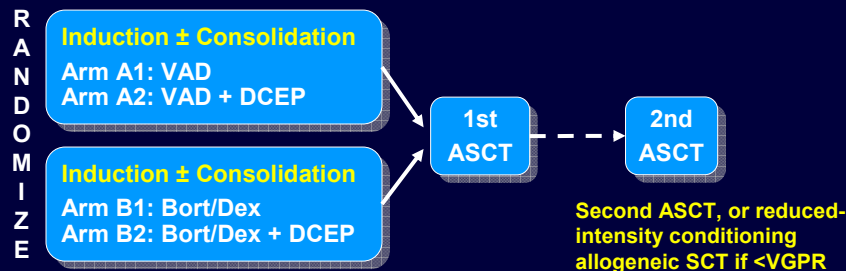 RANDOMIZE
Induction ± Consolidation
Arm A1: VAD
Arm A2: VAD + DCEP
Induction ± Consolidation
Arm B1: Bort/Dex
Arm B2: Bort/Dex + DCEP
1st
ASCT
2nd
ASCT
Second ASCT, or reduced-
intensity conditioning
allogeneic SCT if <VGPR